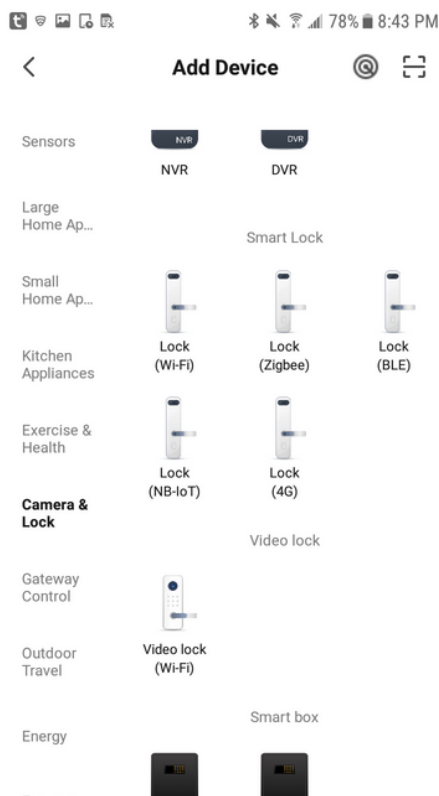 78% 8:43 PM
Add Device
Sensors
NVR
DVR
NVR
DVR
Large
Home Ap...
Smart Lock
Small
Home Ap...
Lock
(Wi-Fi)
Lock
(Zigbee)
Lock
(BLE)
Kitchen
Appliances
Exercise &
Health
Lock
(NB-IoT)
Lock
(4G)
Camera &
Lock
Video lock
Gateway
Control
Video lock
(Wi-Fi)
Outdoor
Travel
Smart box
Energy